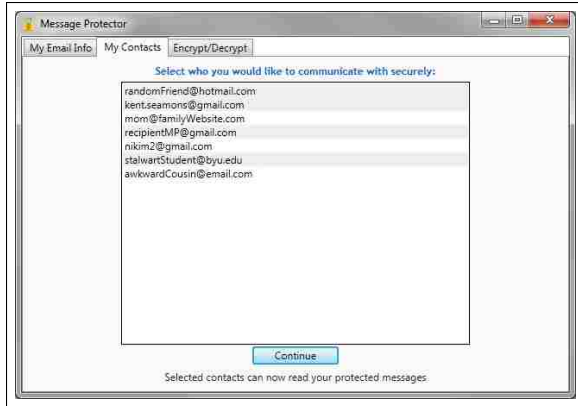 Message Protector
My Email Info My Contacts Encrypt/Decrypt
Select who you would like to communicate with securely:
randomFriend@hotmail.com
kent.seamons@gmail.com
mom@familyWebsite.com
recipientMP@gmail.com
nikim2@gmail.com
stalwartStudent@byu.edu
awkwardCousin@email.com
Continue
Selected contacts can now read your protected messages